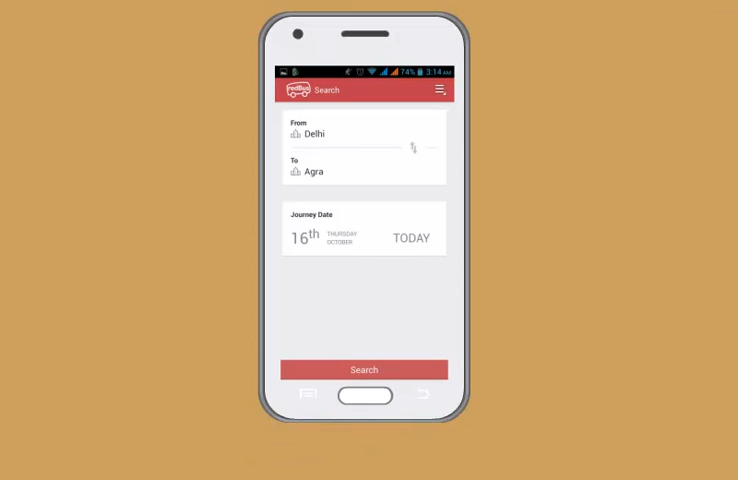 74% 3:14 AM
redBus Search
From
Delhi
To
Agra
Journey Date
16th THURSDAY OCTOBER TODAY
Search